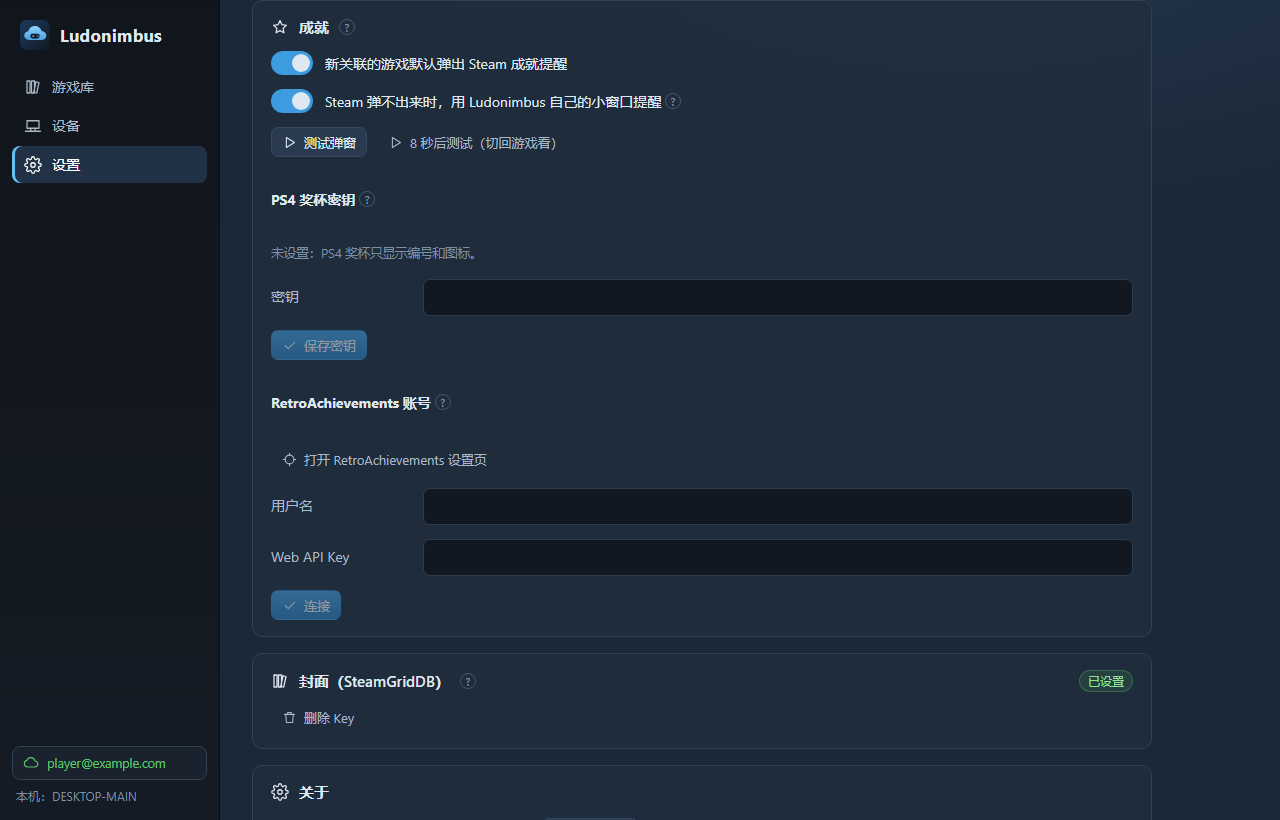 Ludonimbus
游戏库
设备
设置
player@example.com
本机：DESKTOP-MAIN
成就 ?
新关联的游戏默认弹出 Steam 成就提醒
Steam 弹不出来时，用 Ludonimbus 自己的小窗口提醒 ?
测试弹窗 8 秒后测试（切回游戏看）
PS4 奖杯密钥 ?
未设置：PS4 奖杯只显示编号和图标。
密钥
保存密钥
RetroAchievements 账号 ?
打开 RetroAchievements 设置页
用户名
Web API Key
连接
封面（SteamGridDB） ? 已设置
删除 Key
关于